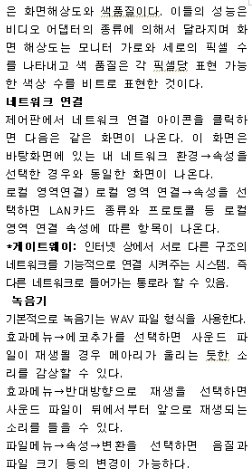 은 화면해상도와 색품질이다. 이들의 성능은
비디오 어댑터의 종류에 의해서 달라지며 화
면 해상도는 모니터 가로와 세로의 픽셀 수
를 나타내고 색 품질은 각 픽셀당 표현 가능
한 색상 수를 비트로 표현한 것이다.
네트워크 연결
제어판에서 네트워크 연결 아이콘을 클릭하
면 다음은 같은 화면이 나온다. 이 화면은
바탕화면에 있는 내 네트워크 환경→속성을
선택한 경우와 동일한 화면이 나온다.
로컬 영역연결) 로컬 영역 연결→속성을 선
택하면 LAN카드 종류와 프로토콜 등 로컬
영역 연결 속성에 따른 항목이 나온다.
*게이트웨이: 인터넷 상에서 서로 다른 구조의
네트워크를 기능적으로 연결 시켜주는 시스템. 즉
다른 네트워크로 들어가는 통로라 할 수 있음.
녹음기
기본적으로 녹음기는 WAV 파일 형식을 사용한다.
효과메뉴→에코추가를 선택하면 사운드 파
일이 재생될 경우 메아리가 울리는 듯한 소
리를 감상할 수 있다.
효과메뉴→반대방향으로 재생을 선택하면
사운드 파일이 뒤에서부터 앞으로 재생되는
소리를 들을 수 있다.
파일메뉴→속성→변환을 선택하면 음질과
파일 크기 등의 변경이 가능하다.